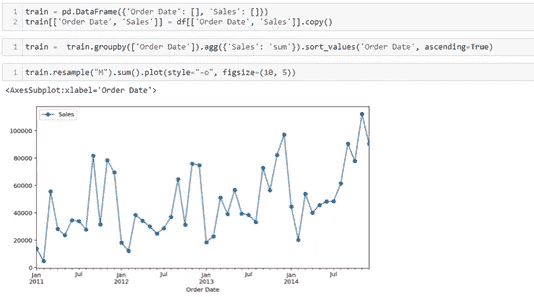 1 train = pd.DataFrame({'Order Date': [], 'Sales': []})
2 train[['Order Date', 'Sales']] = df[['Order Date', 'Sales']].copy()
1 train =  train.groupby(['Order Date']).agg({'Sales': 'sum'}).sort_values('Order Date', ascending=True)
1 train.resample("M").sum().plot(style="-o", figsize=(10, 5))
<AxesSubplot:xlabel='Order Date'>
Sales
100000
80000
60000
40000
20000
0
Jan Jul Jan Jul Jan Jul Jan Jul
2011 2012 2013 2014
Order Date